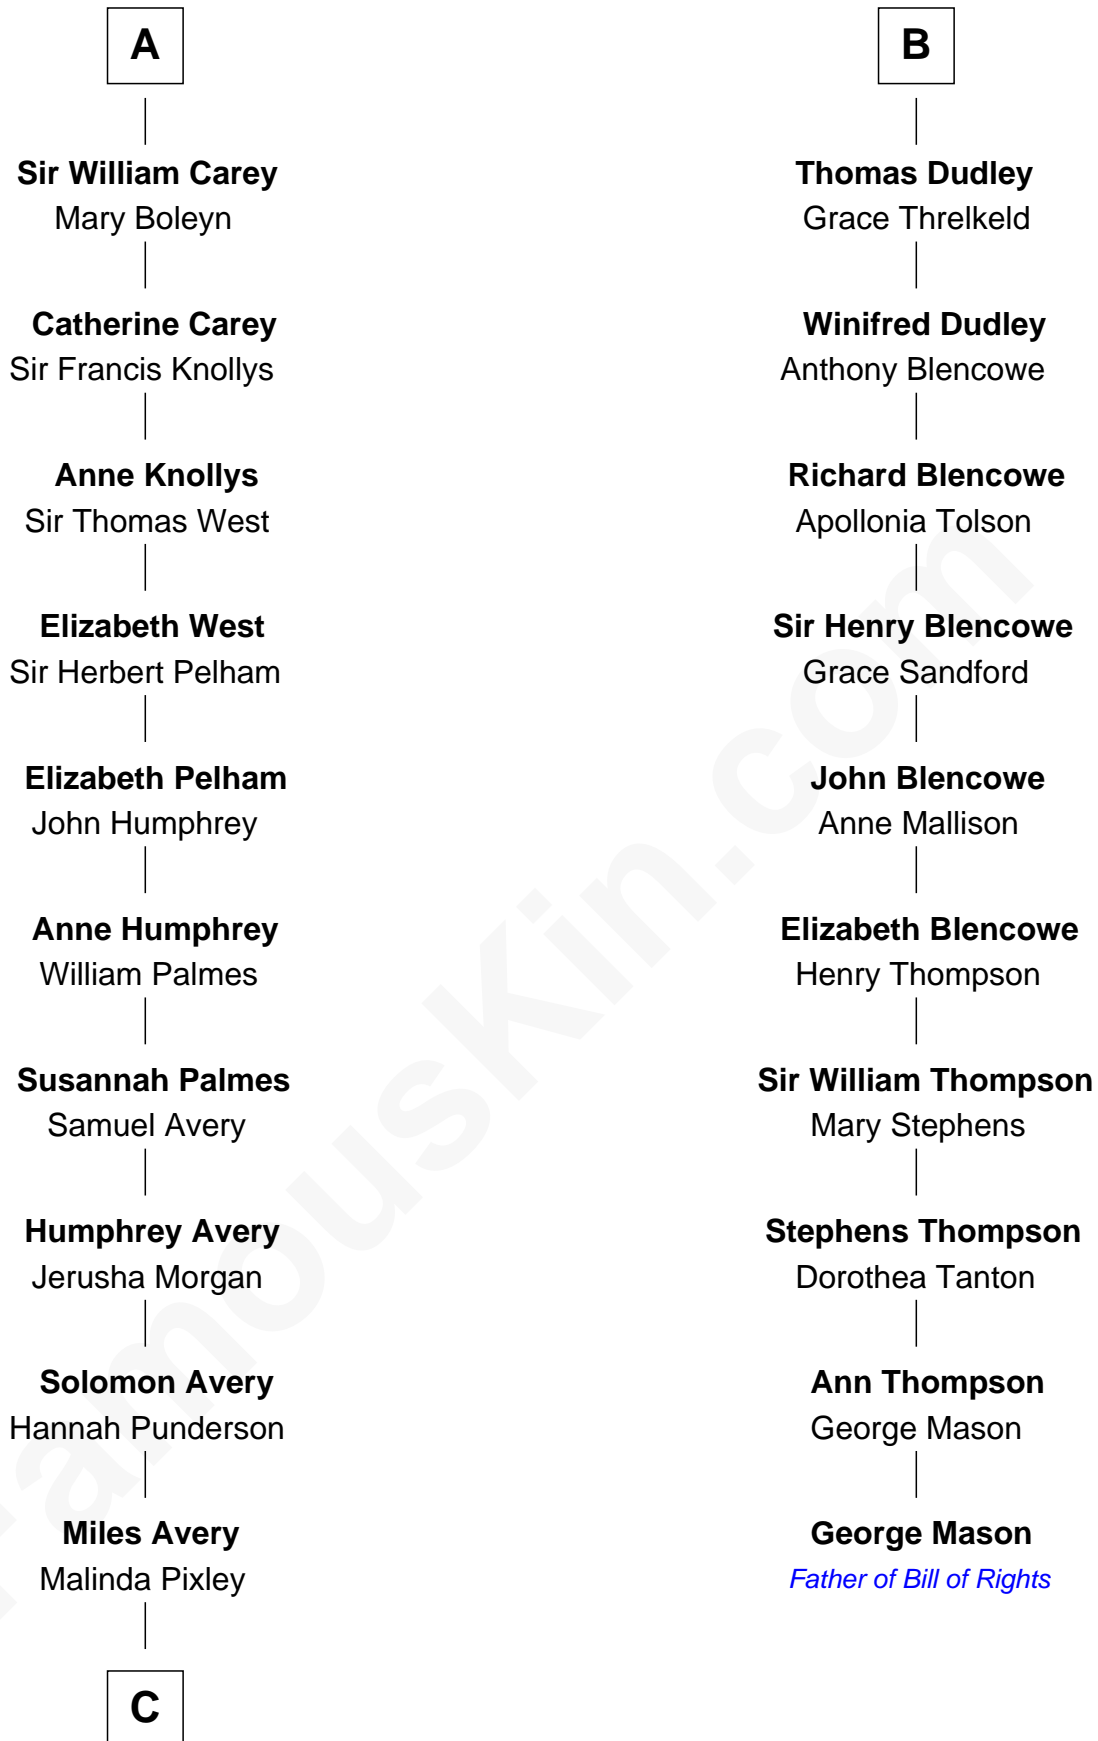 A
Sir William Carey
Mary Boleyn
Catherine Carey
Sir Francis Knollys
Anne Knollys
Sir Thomas West
Elizabeth West
Sir Herbert Pelham
Elizabeth Pelham
John Humphrey
Anne Humphrey
William Palmes
Susannah Palmes
Samuel Avery
Humphrey Avery
Jerusha Morgan
Solomon Avery
Hannah Punderson
Miles Avery
Malinda Pixley
C
B
Thomas Dudley
Grace Threlkeld
Winifred Dudley
Anthony Blencowe
Richard Blencowe
Apollonia Tolson
Sir Henry Blencowe
Grace Sandford
John Blencowe
Anne Mallison
Elizabeth Blencowe
Henry Thompson
Sir William Thompson
Mary Stephens
Stephens Thompson
Dorothea Tanton
Ann Thompson
George Mason
George Mason
Father of Bill of Rights
FamousKin.com